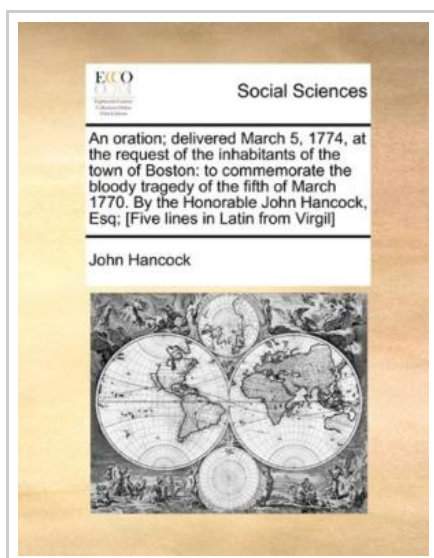 ECCO
Social Sciences
An oration; delivered March 5, 1774, at
the request of the inhabitants of the
town of Boston: to commemorate the
bloody tragedy of the fifth of March
1770. By the Honorable John Hancock,
Esq; [Five lines in Latin from Virgil]
John Hancock